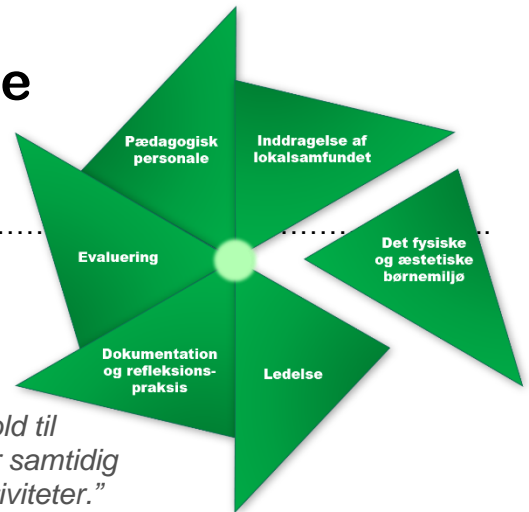 e
Pædagogisk
personale
Inddragelse af
lokalsamfundet
Evaluering
Det fysiske
og æstetiske
børnemiljø
Dokumentation
og refleksions-
praksis
Ledelse
old til
r samtidig
iviteter.”